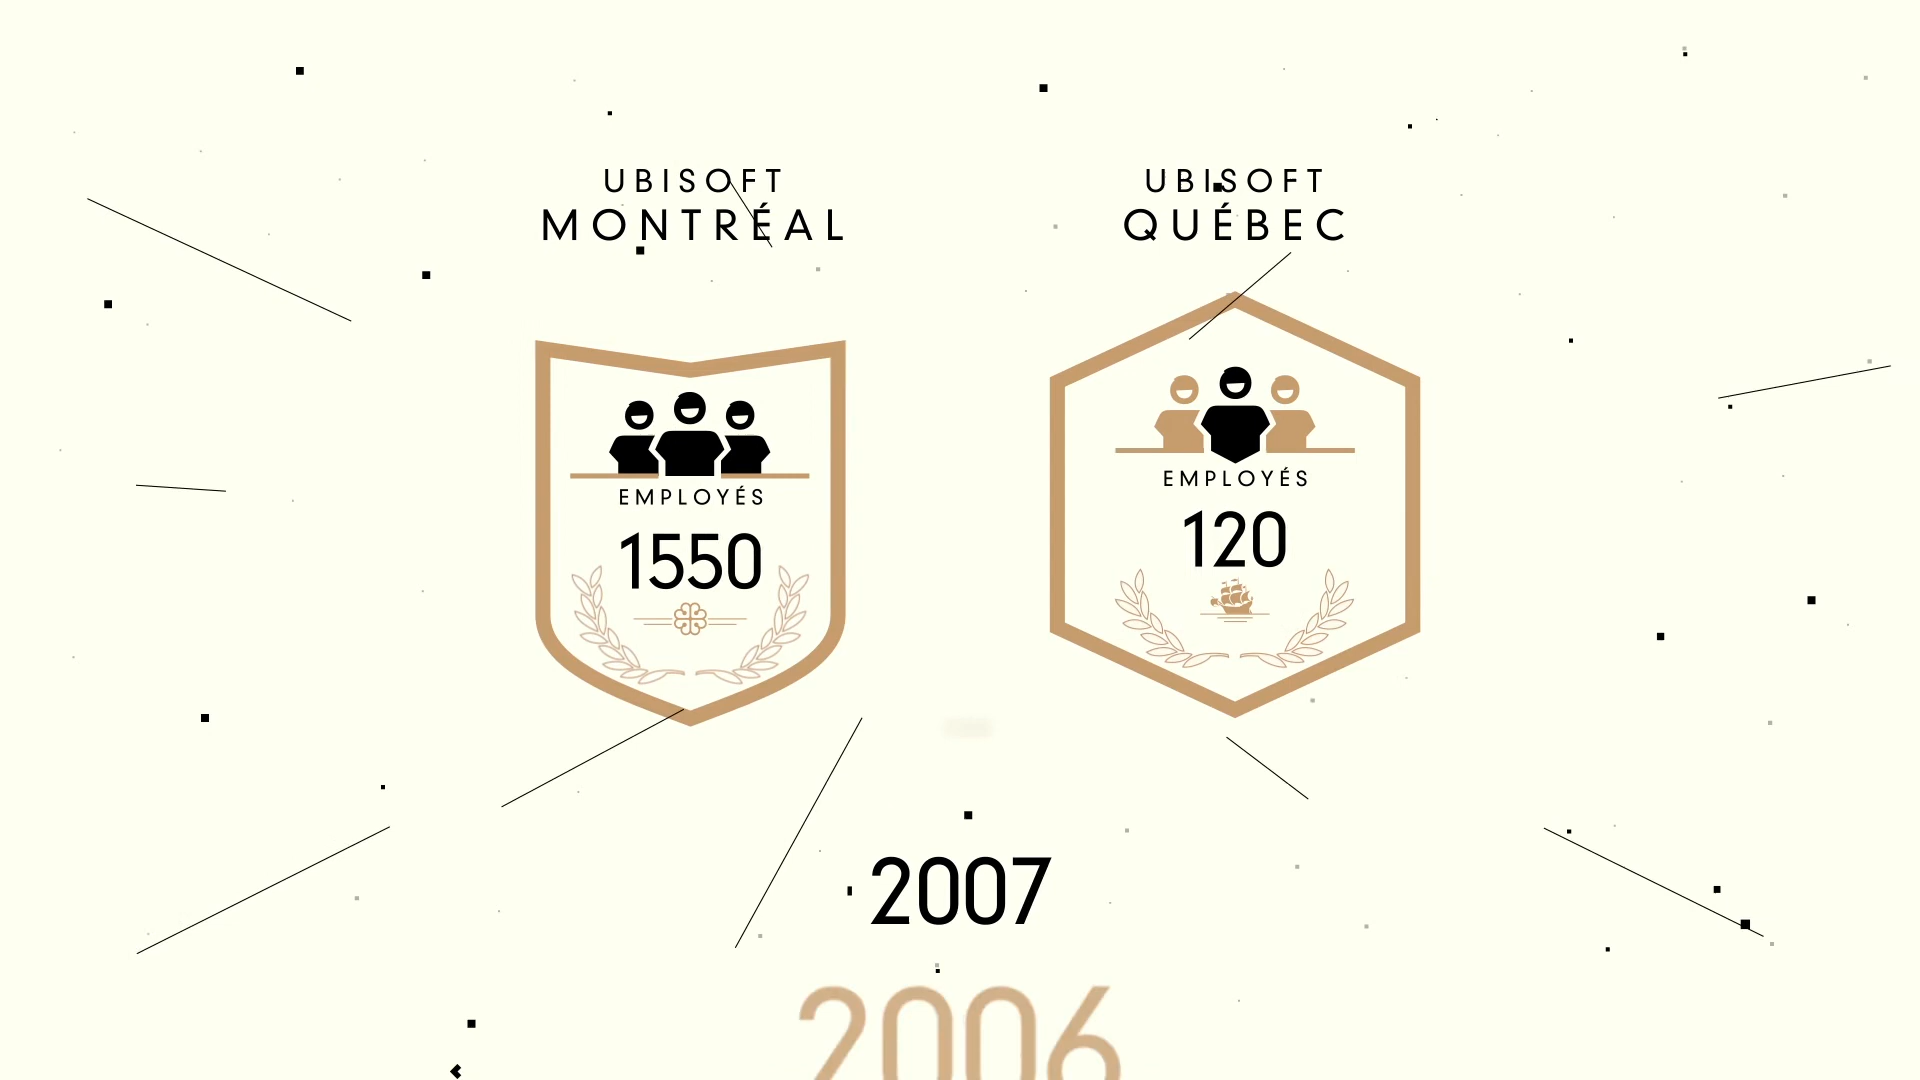 UBISOFT
MONTRÉAL
EMPLOYÉS
1550
UBISOFT
QUÉBEC
EMPLOYÉS
120
2007
2006